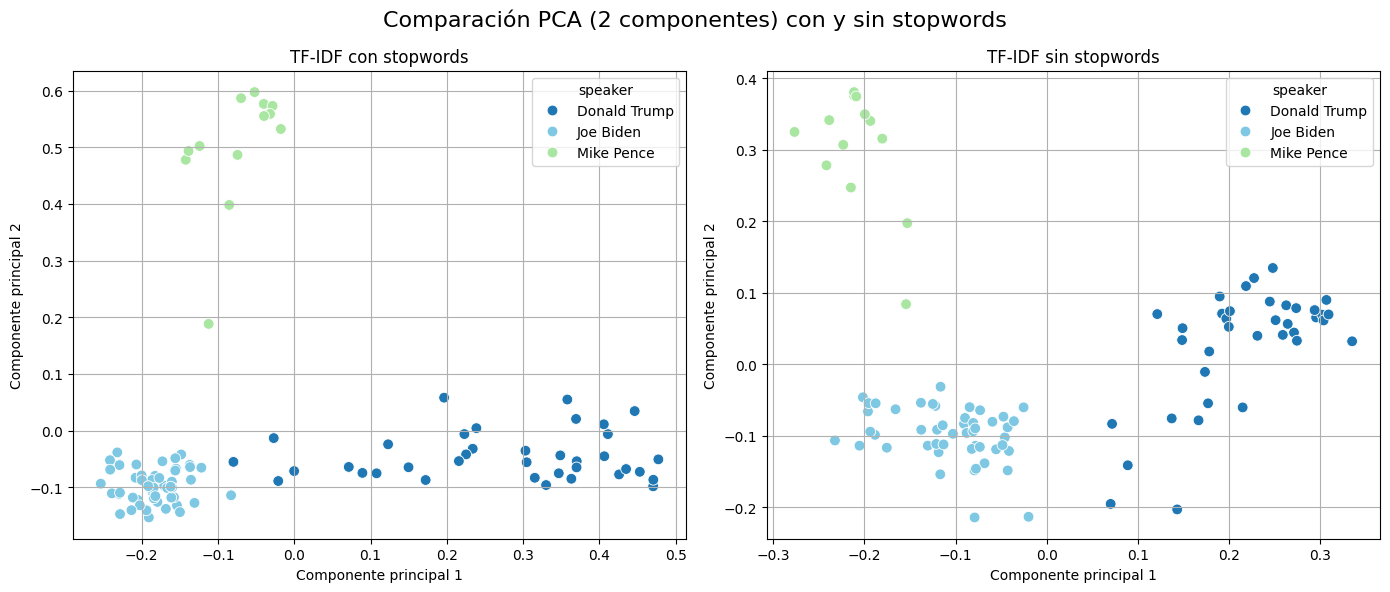 Comparación PCA (2 componentes) con y sin stopwords
TF-IDF con stopwords
speaker
Donald Trump
Joe Biden
Mike Pence
Componente principal 2
0.6
0.5
0.4
0.3
0.2
0.1
0.0
−0.1
−0.2
−0.1
0.0
0.1
0.2
0.3
0.4
0.5
Componente principal 1
TF-IDF sin stopwords
speaker
Donald Trump
Joe Biden
Mike Pence
Componente principal 2
0.4
0.3
0.2
0.1
0.0
−0.1
−0.2
−0.3
−0.2
−0.1
0.0
0.1
0.2
0.3
Componente principal 1